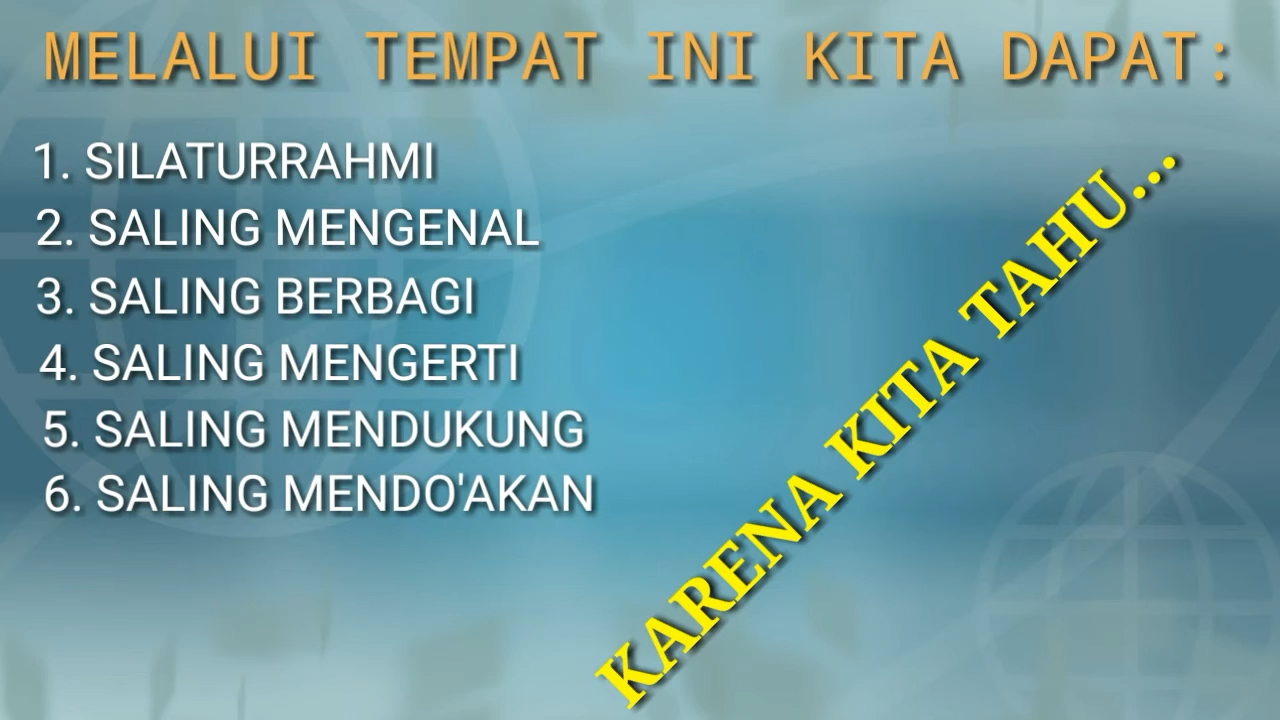 MELALUI TEMPAT INI KITA DAPAT:
1. SILATURRAHMI
2. SALING MENGENAL
3. SALING BERBAGI
4. SALING MENGERTI
5. SALING MENDUKUNG
6. SALING MENDO'AKAN
KARENA KITA TAHU...